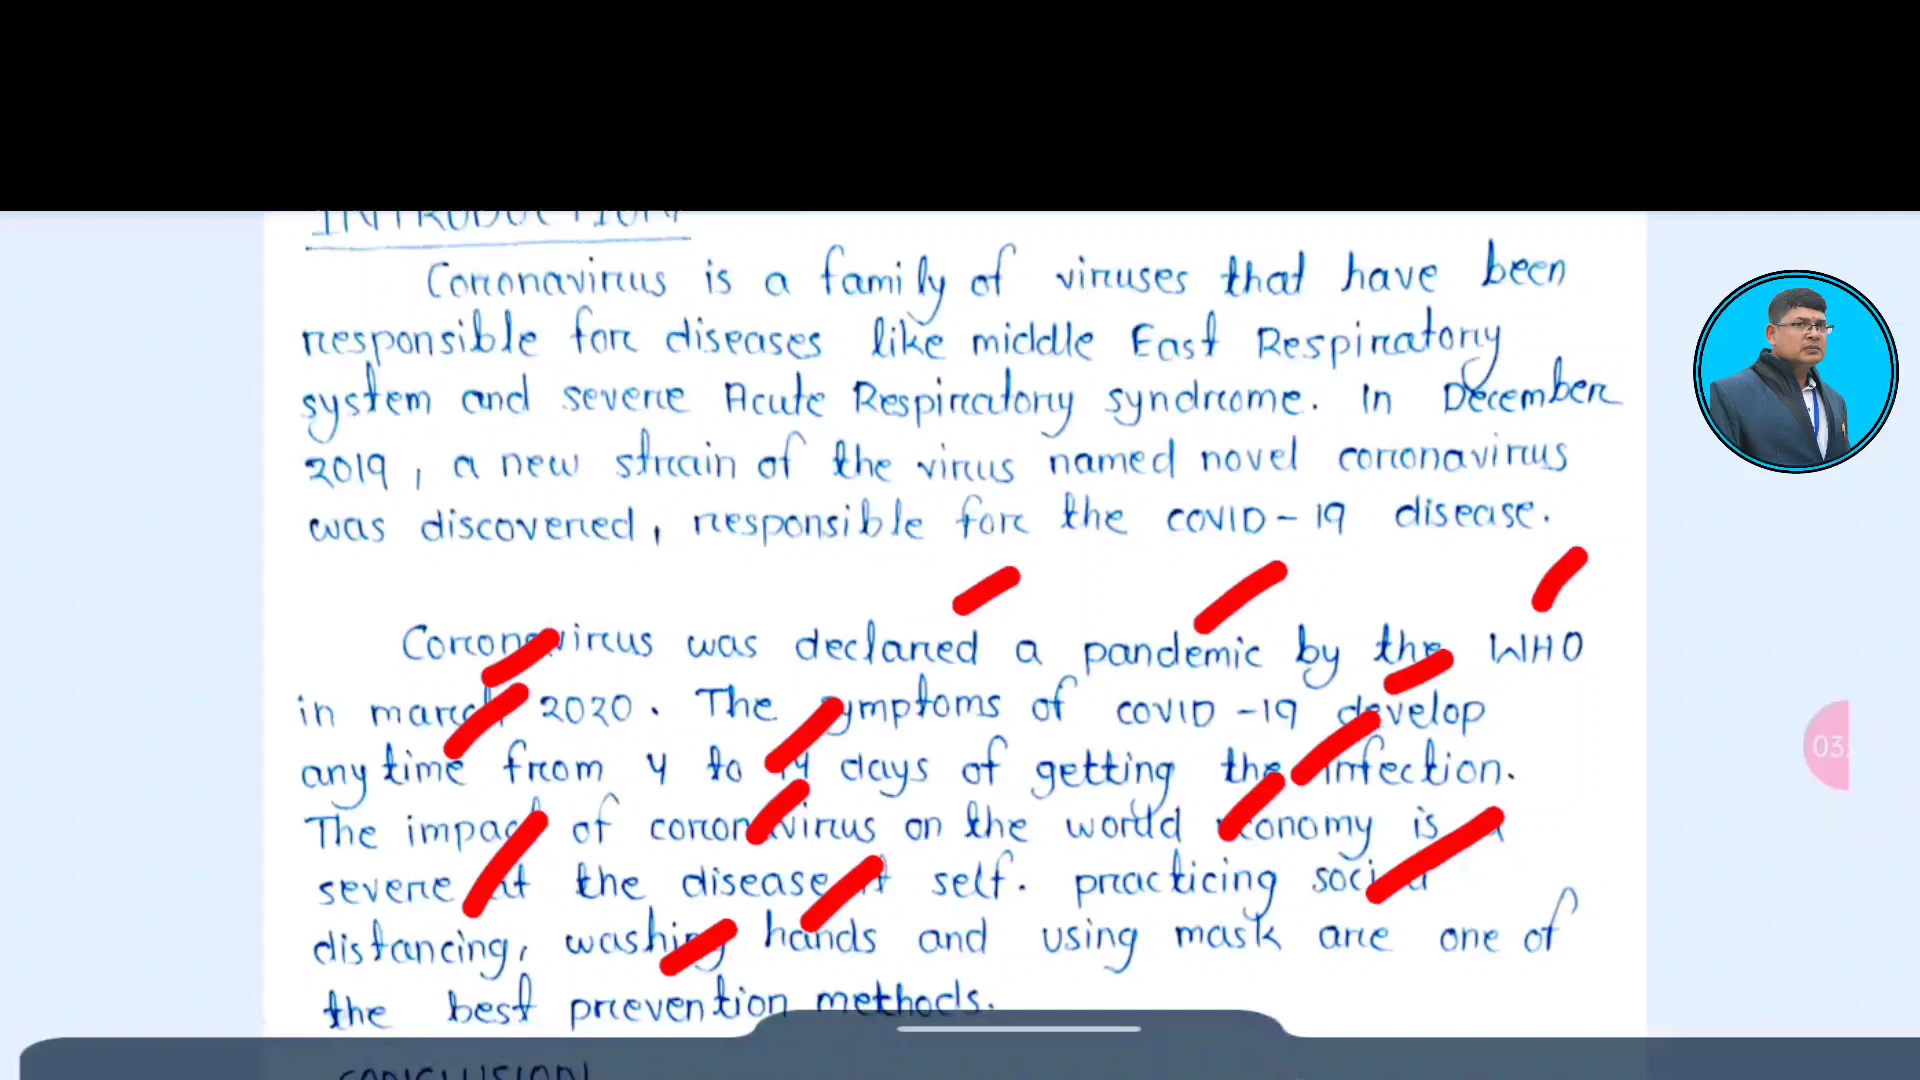 INTRODUCTION:
Coronavirus is a family of viruses that have been
responsible for diseases like middle East Respiratory
system and severe Acute Respiratory syndrome. In December
2019, a new strain of the virus named novel coronavirus
was discovered, responsible for the COVID-19 disease.
Coronavirus was declared a pandemic by the WHO
in march 2020. The symptoms of COVID-19 develop
any time from 4 to 14 days of getting the infection.
The impact of coronavirus on the world economy is a
severe at the disease it self. practicing social
distancing, washing hands and using mask are one of
the best prevention methods.
CONCLUSION
03